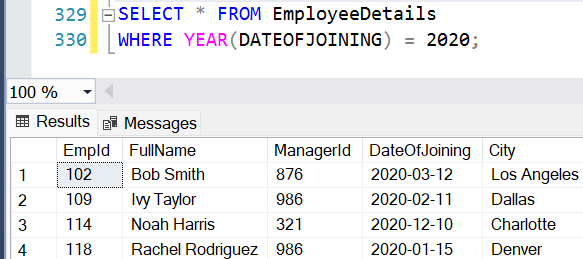 329 SELECT * FROM EmployeeDetails
330 WHERE YEAR(DATEOFJOINING) = 2020;
100 %
Results Messages
EmpId FullName ManagerId DateOfJoining City
1 102 Bob Smith 876 2020-03-12 Los Angeles
2 109 Ivy Taylor 986 2020-02-11 Dallas
3 114 Noah Harris 321 2020-12-10 Charlotte
4 118 Rachel Rodriguez 986 2020-01-15 Denver